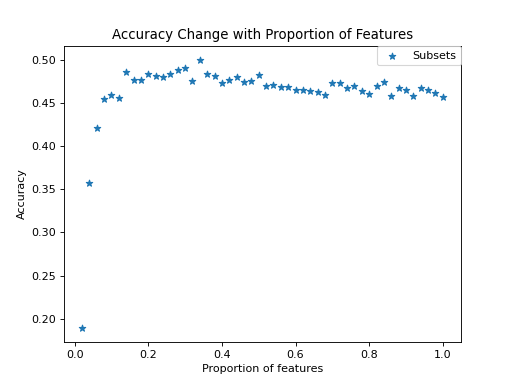 Accuracy Change with Proportion of Features
Subsets
0.50
0.45
0.40
0.35
0.30
0.25
0.20
Accuracy
0.0 0.2 0.4 0.6 0.8 1.0
Proportion of features